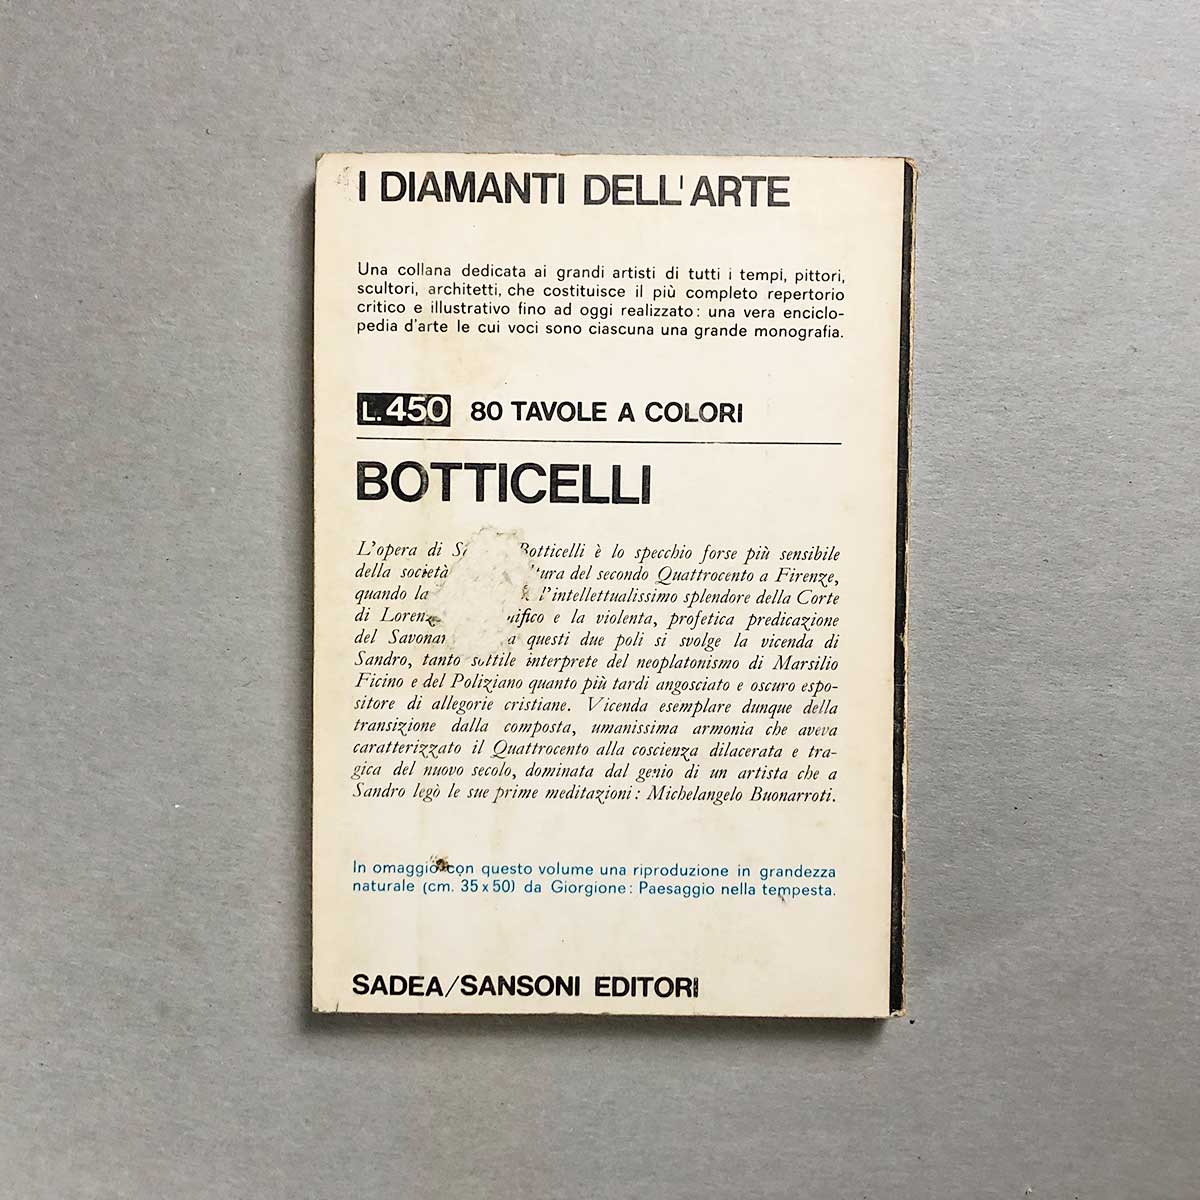 I DIAMANTI DELL'ARTE
Una collana dedicata ai grandi artisti di tutti i tempi, pittori,
scultori, architetti, che costituisce il più completo repertorio
critico e illustrativo fino ad oggi realizzato: una vera enciclo-
pedia d'arte le cui voci sono ciascuna una grande monografia.
L. 450 80 TAVOLE A COLORI
BOTTICELLI
L'opera di Botticelli è lo specchio forse più sensibile
della società del secondo Quattrocento a Firenze,
quando la l'intellettualissimo splendore della Corte
di e la violenta, profetica predicazione
del questi due poli si svolge la vicenda di
Sandro, tanto sottile interprete del neoplatonismo di Marsilio
Ficino e del Poliziano quanto più tardi angosciato e oscuro espo-
sitore di allegorie cristiane. Vicenda esemplare dunque della
transizione dalla composta, umanissima armonia che aveva
caratterizzato il Quattrocento alla coscienza dilacerata e tra-
gica del nuovo secolo, dominata dal genio di un artista che a
Sandro legò le sue prime meditazioni: Michelangelo Buonarroti.
In omaggio con questo volume una riproduzione in grandezza
naturale (cm. 35 x 50) da Giorgione: Paesaggio nella tempesta.
SADEA/SANSONI EDITORI